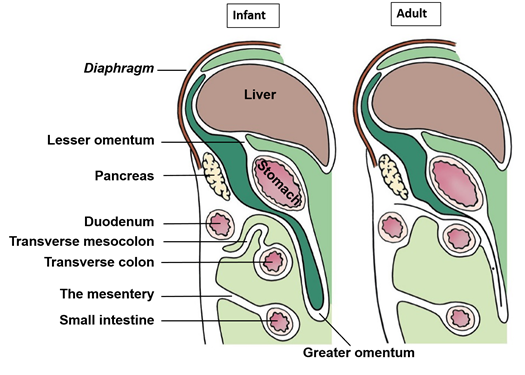 Infant
Adult
Diaphragm
Liver
Lesser omentum
Stomach
Pancreas
Duodenum
Transverse mesocolon
Transverse colon
The mesentery
Small intestine
Greater omentum